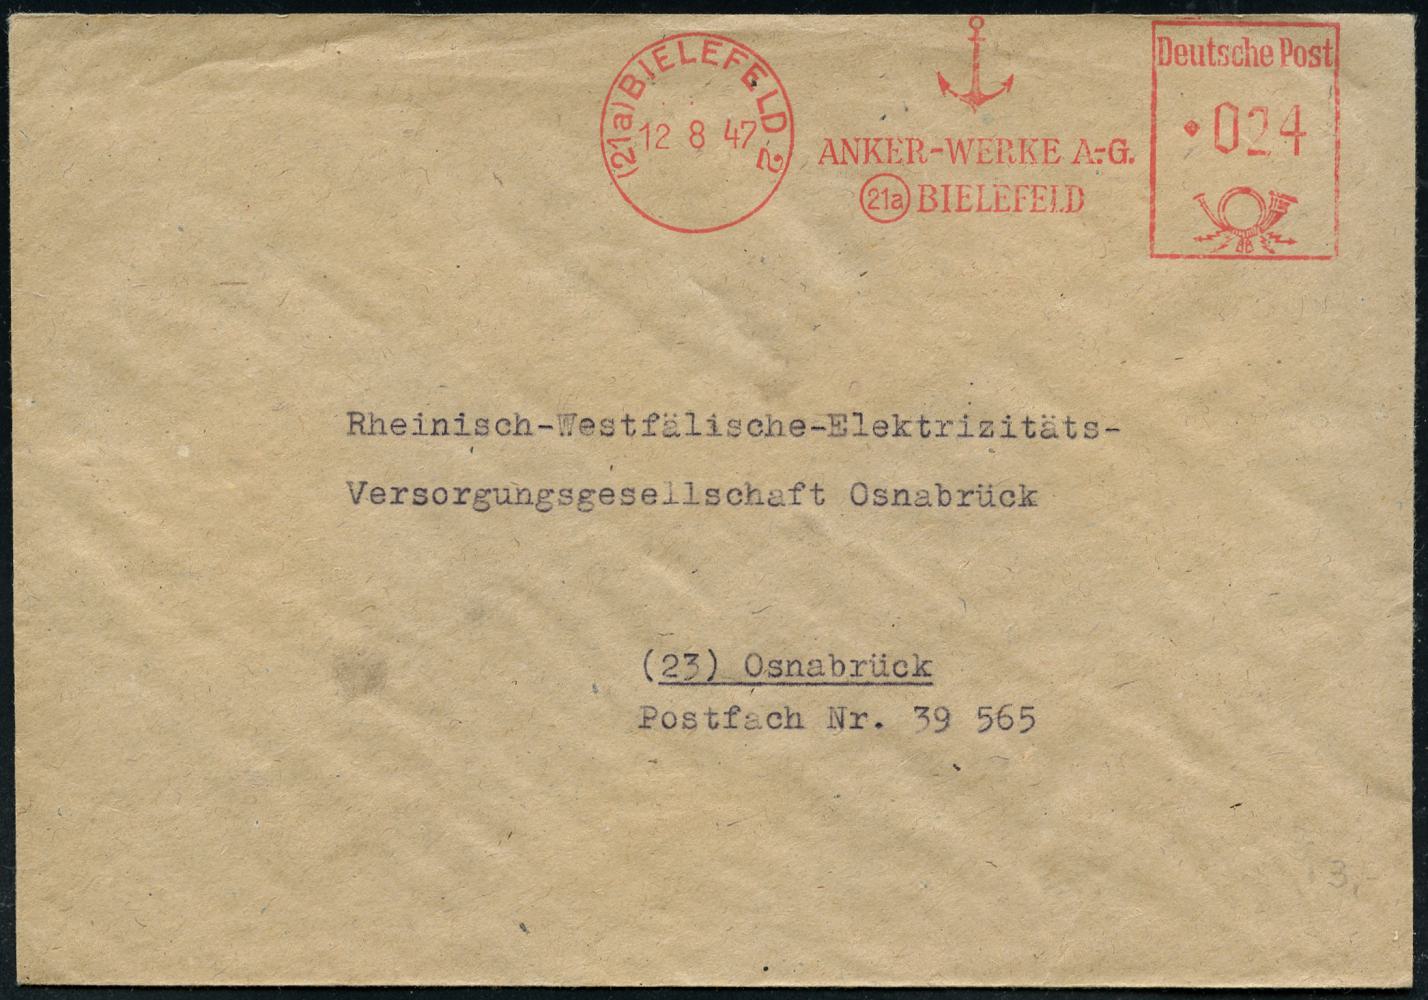 (21a) BIELEFELD 2
12 8 47
ANKER-WERKE A.-G.
21a BIELEFELD
Deutsche Post
024
Rheinisch-Westfälische-Elektrizitäts-
Versorgungsgesellschaft Osnabrück
(23) Osnabrück
Postfach Nr. 39 565
3,-